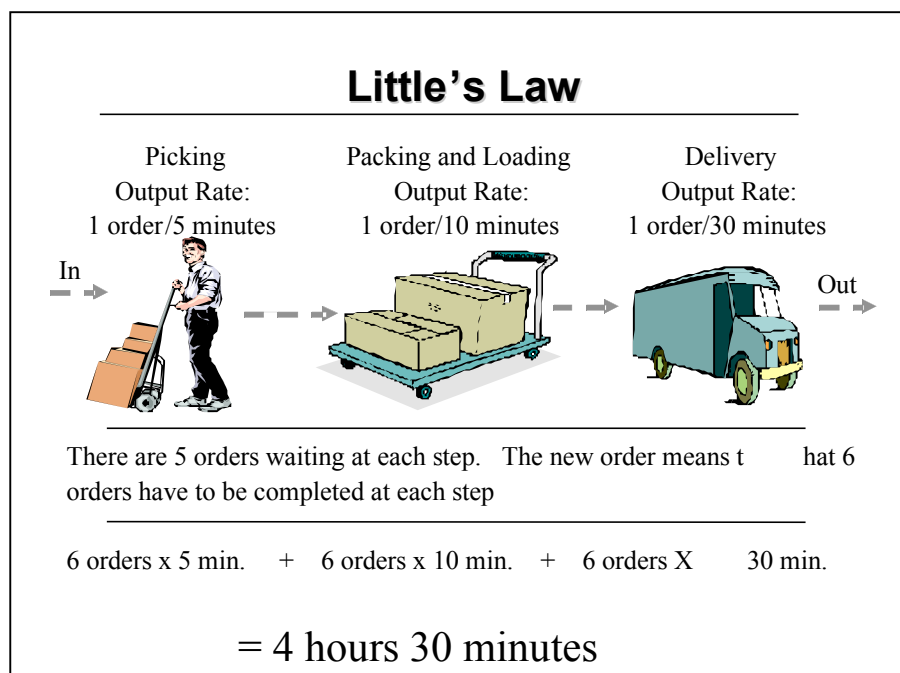 Little's Law
Picking
Output Rate:
1 order/5 minutes
Packing and Loading
Output Rate:
1 order/10 minutes
Delivery
Output Rate:
1 order/30 minutes
In
Out
There are 5 orders waiting at each step. The new order means t hat 6
orders have to be completed at each step
6 orders x 5 min. + 6 orders x 10 min. + 6 orders X 30 min.
= 4 hours 30 minutes